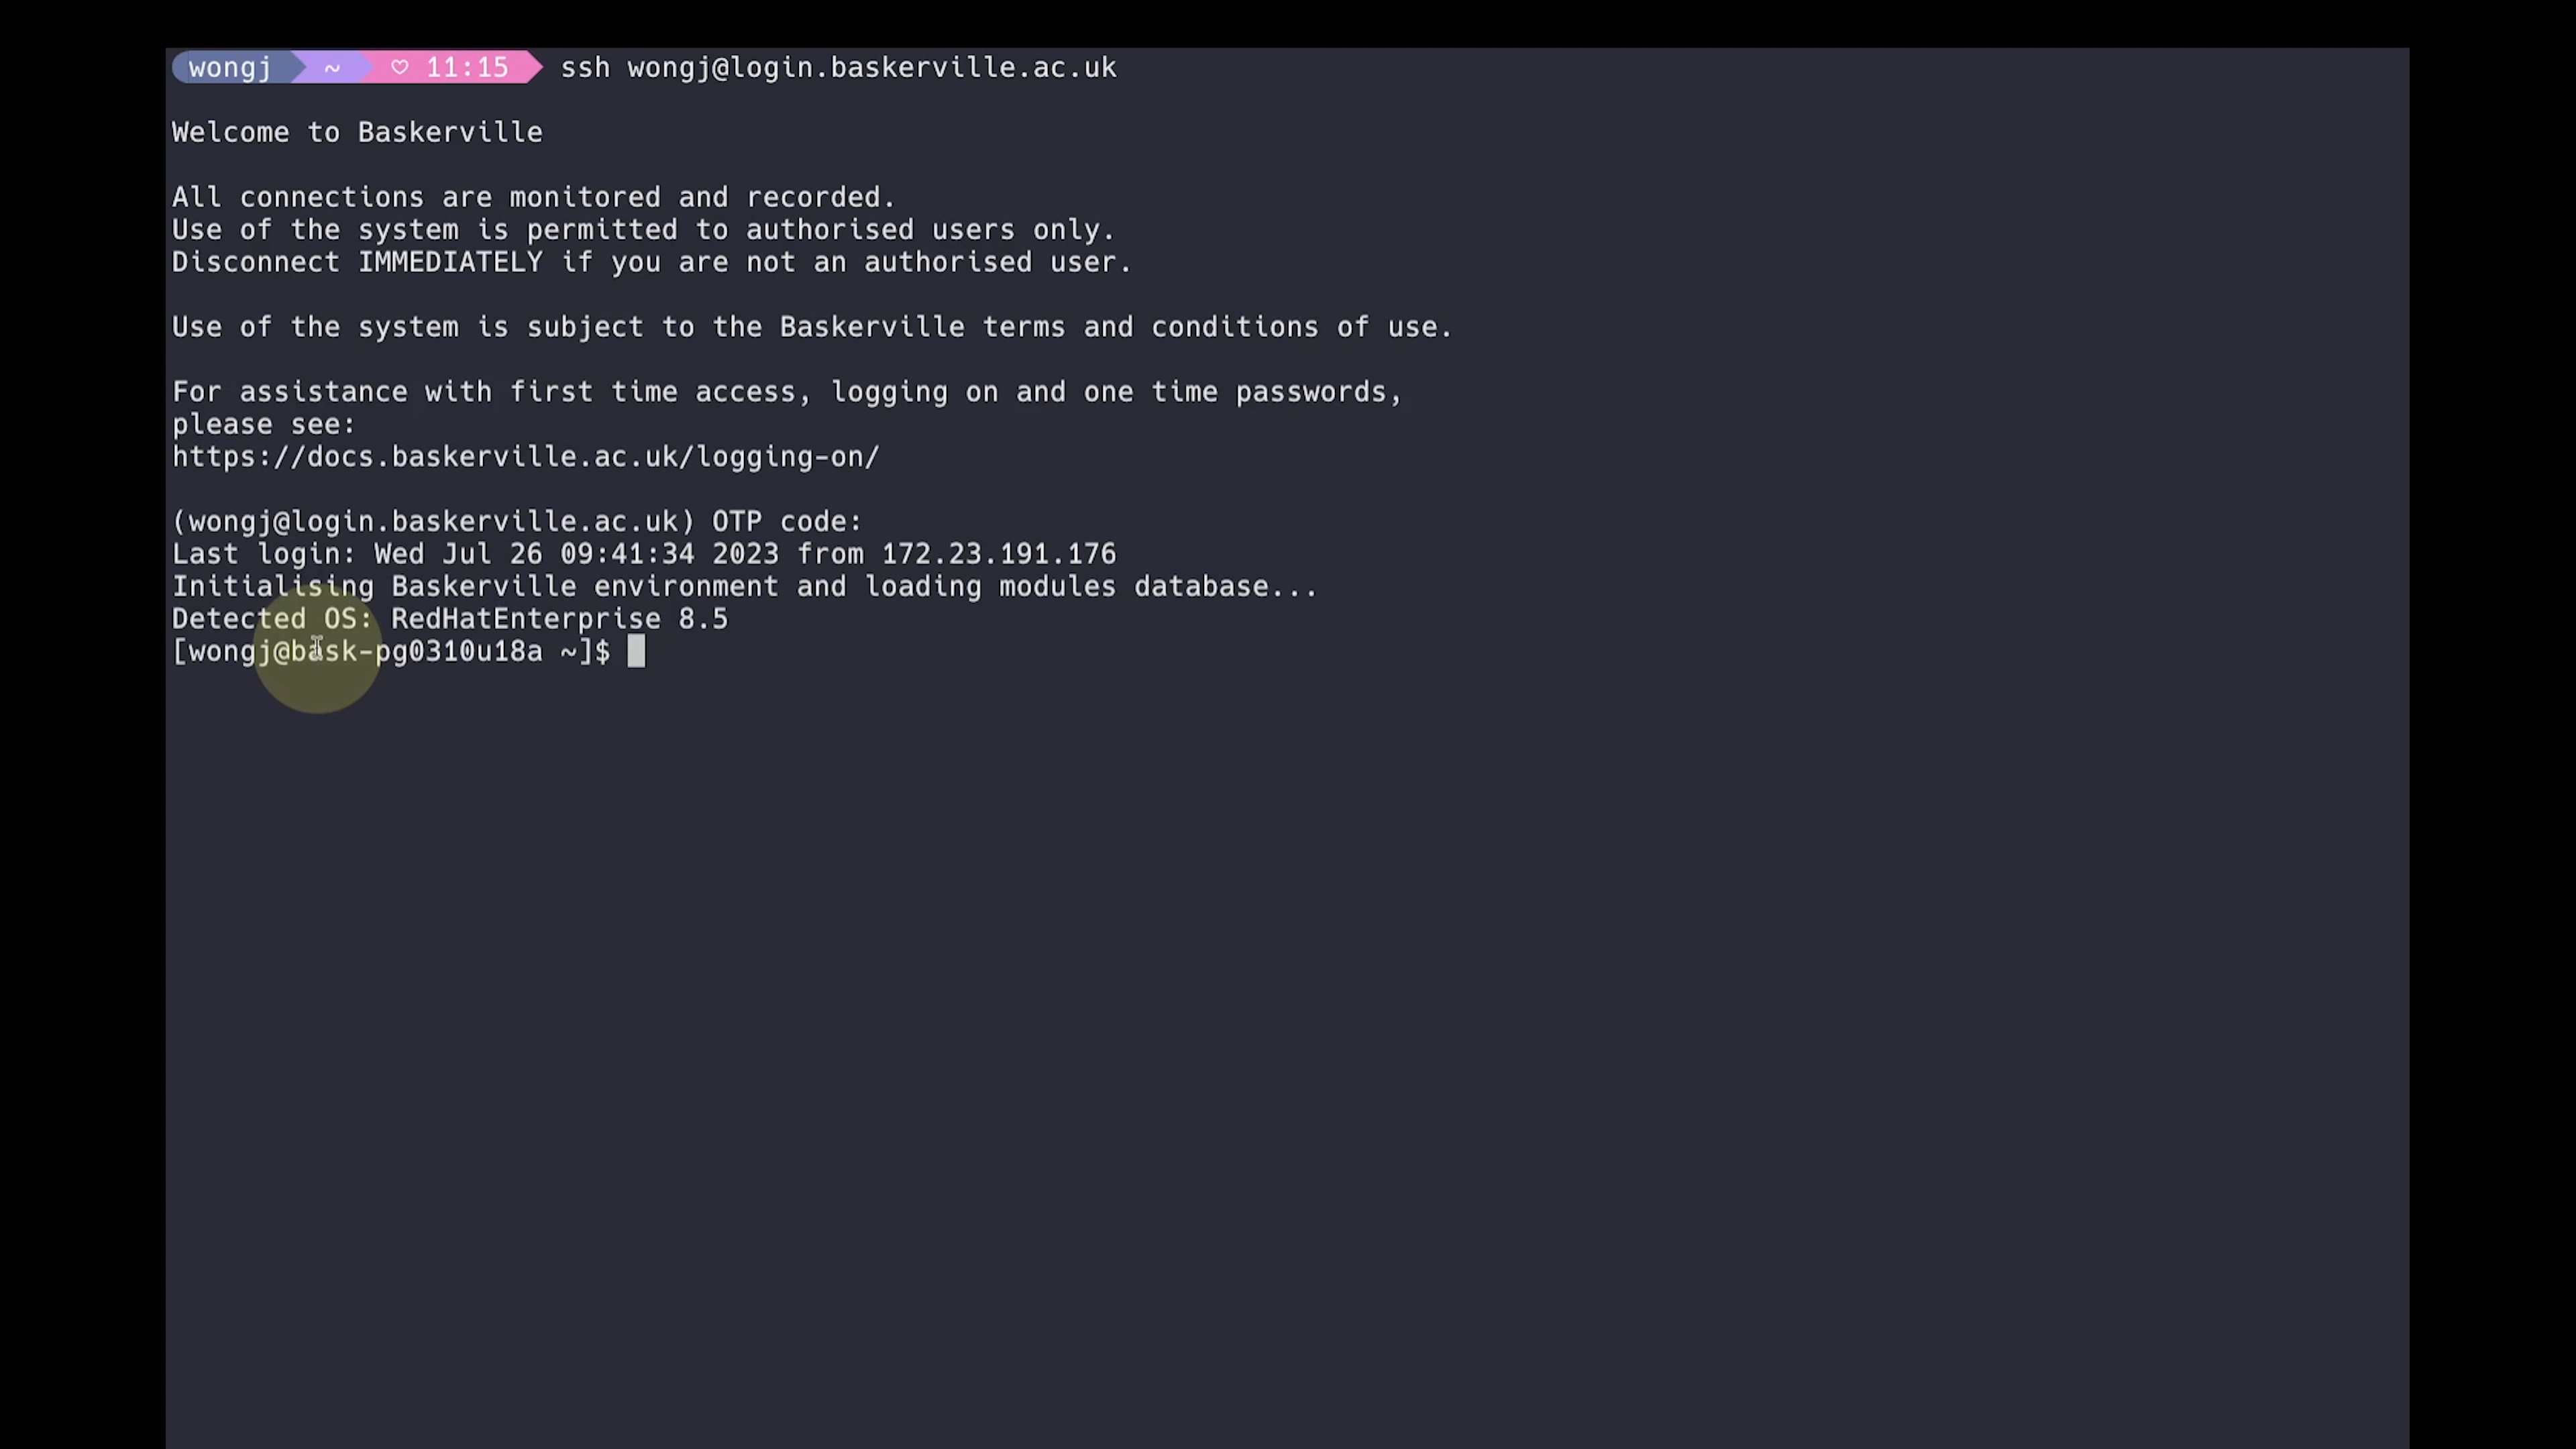 wongj ~ ♡ 11:15 ssh wongj@login.baskerville.ac.uk
Welcome to Baskerville
All connections are monitored and recorded.
Use of the system is permitted to authorised users only.
Disconnect IMMEDIATELY if you are not an authorised user.
Use of the system is subject to the Baskerville terms and conditions of use.
For assistance with first time access, logging on and one time passwords,
please see:
https://docs.baskerville.ac.uk/logging-on/
(wongj@login.baskerville.ac.uk) OTP code:
Last login: Wed Jul 26 09:41:34 2023 from 172.23.191.176
Initialising Baskerville environment and loading modules database...
Detected OS: RedHatEnterprise 8.5
[wongj@bask-pg0310u18a ~]$